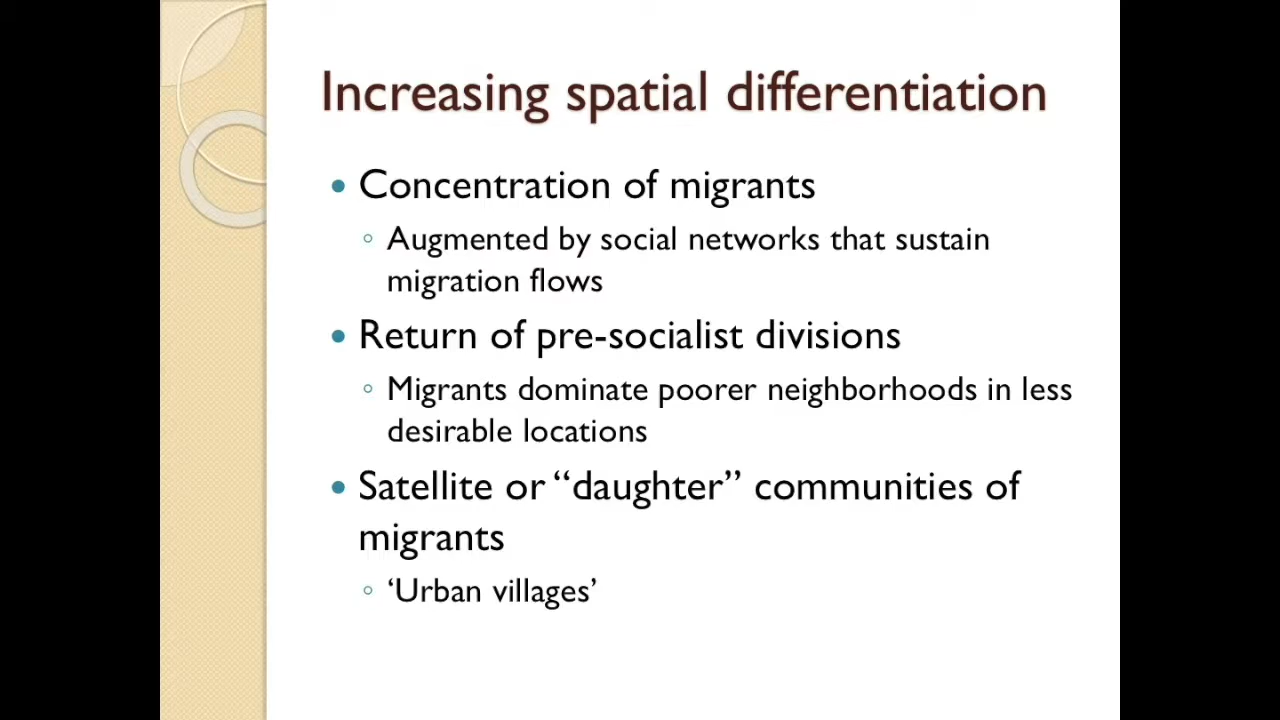 Increasing spatial differentiation
• Concentration of migrants
◦ Augmented by social networks that sustain
migration flows
• Return of pre-socialist divisions
◦ Migrants dominate poorer neighborhoods in less
desirable locations
• Satellite or “daughter” communities of
migrants
◦ ‘Urban villages’